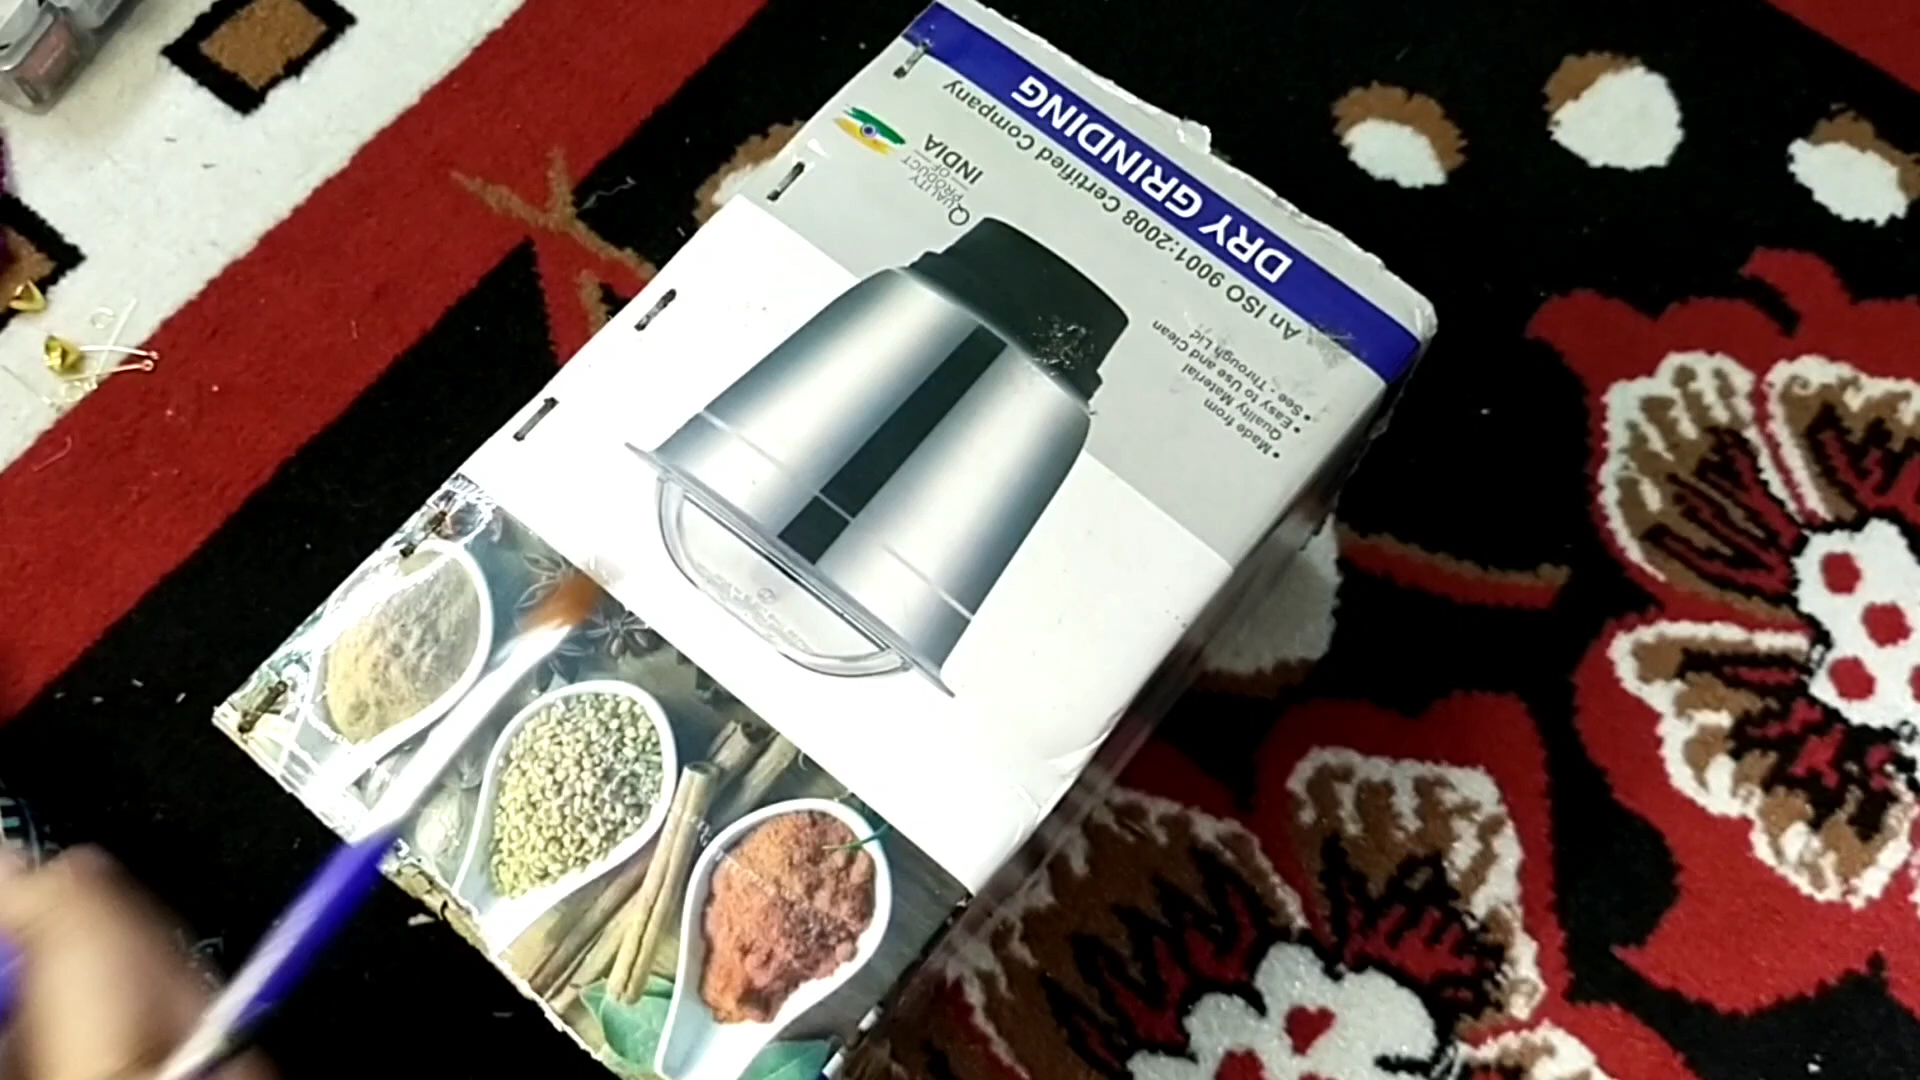 QUALITY
PRODUCT
OF
INDIA
• Made from
Quality Material
• Easy to Use and Clean
• See - Through Lid
An ISO 9001:2008 Certified Company
DRY GRINDING